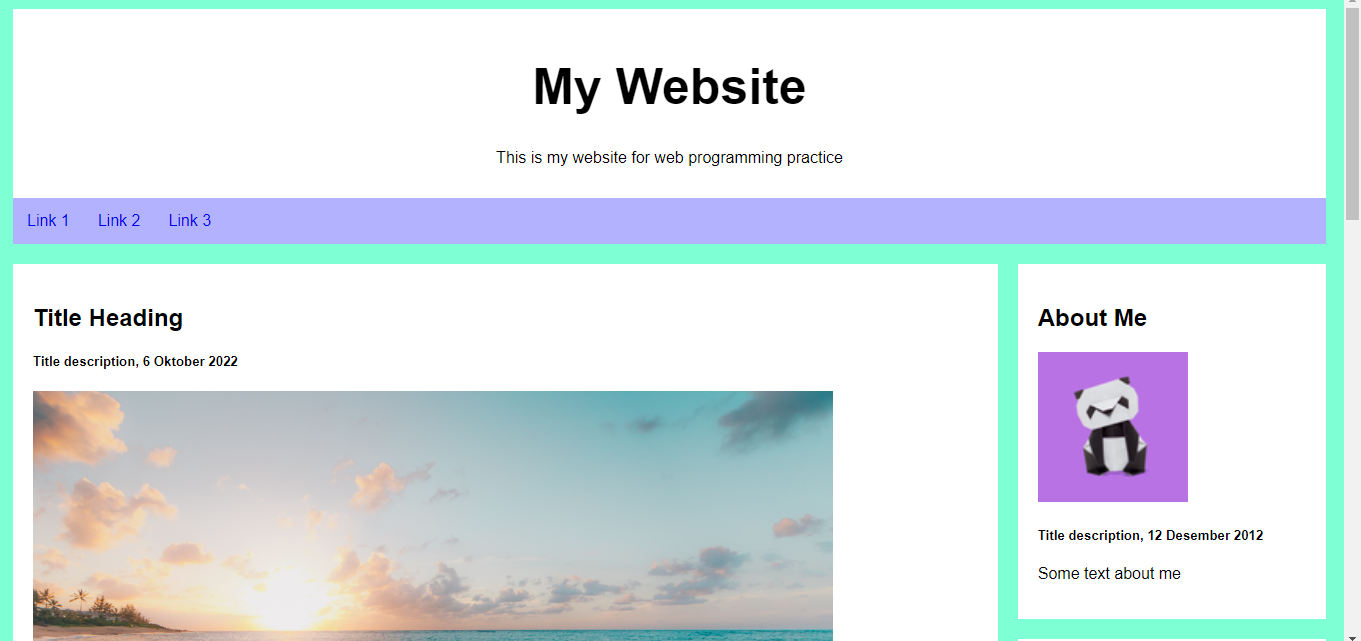 My Website
This is my website for web programming practice
Link 1 Link 2 Link 3
Title Heading
Title description, 6 Oktober 2022
About Me
Title description, 12 Desember 2012
Some text about me